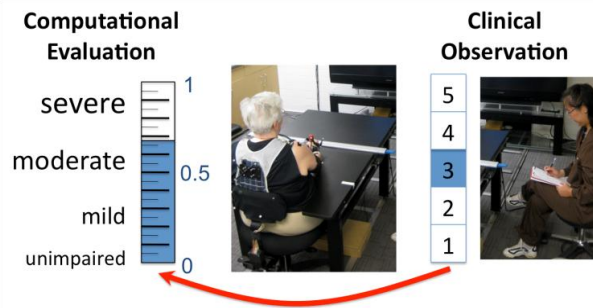 Computational
Evaluation
Clinical
Observation
severe
moderate
mild
unimpaired
1
0.5
0
5
4
3
2
1